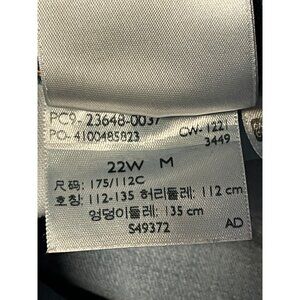 PC9- 23648-0037
PO- 4100485823 CW- 1221
3449
22W M
尺码: 175/112C
호칭: 112-135 허리둘레: 112 cm
엉덩이둘레: 135 cm
S49372 AD